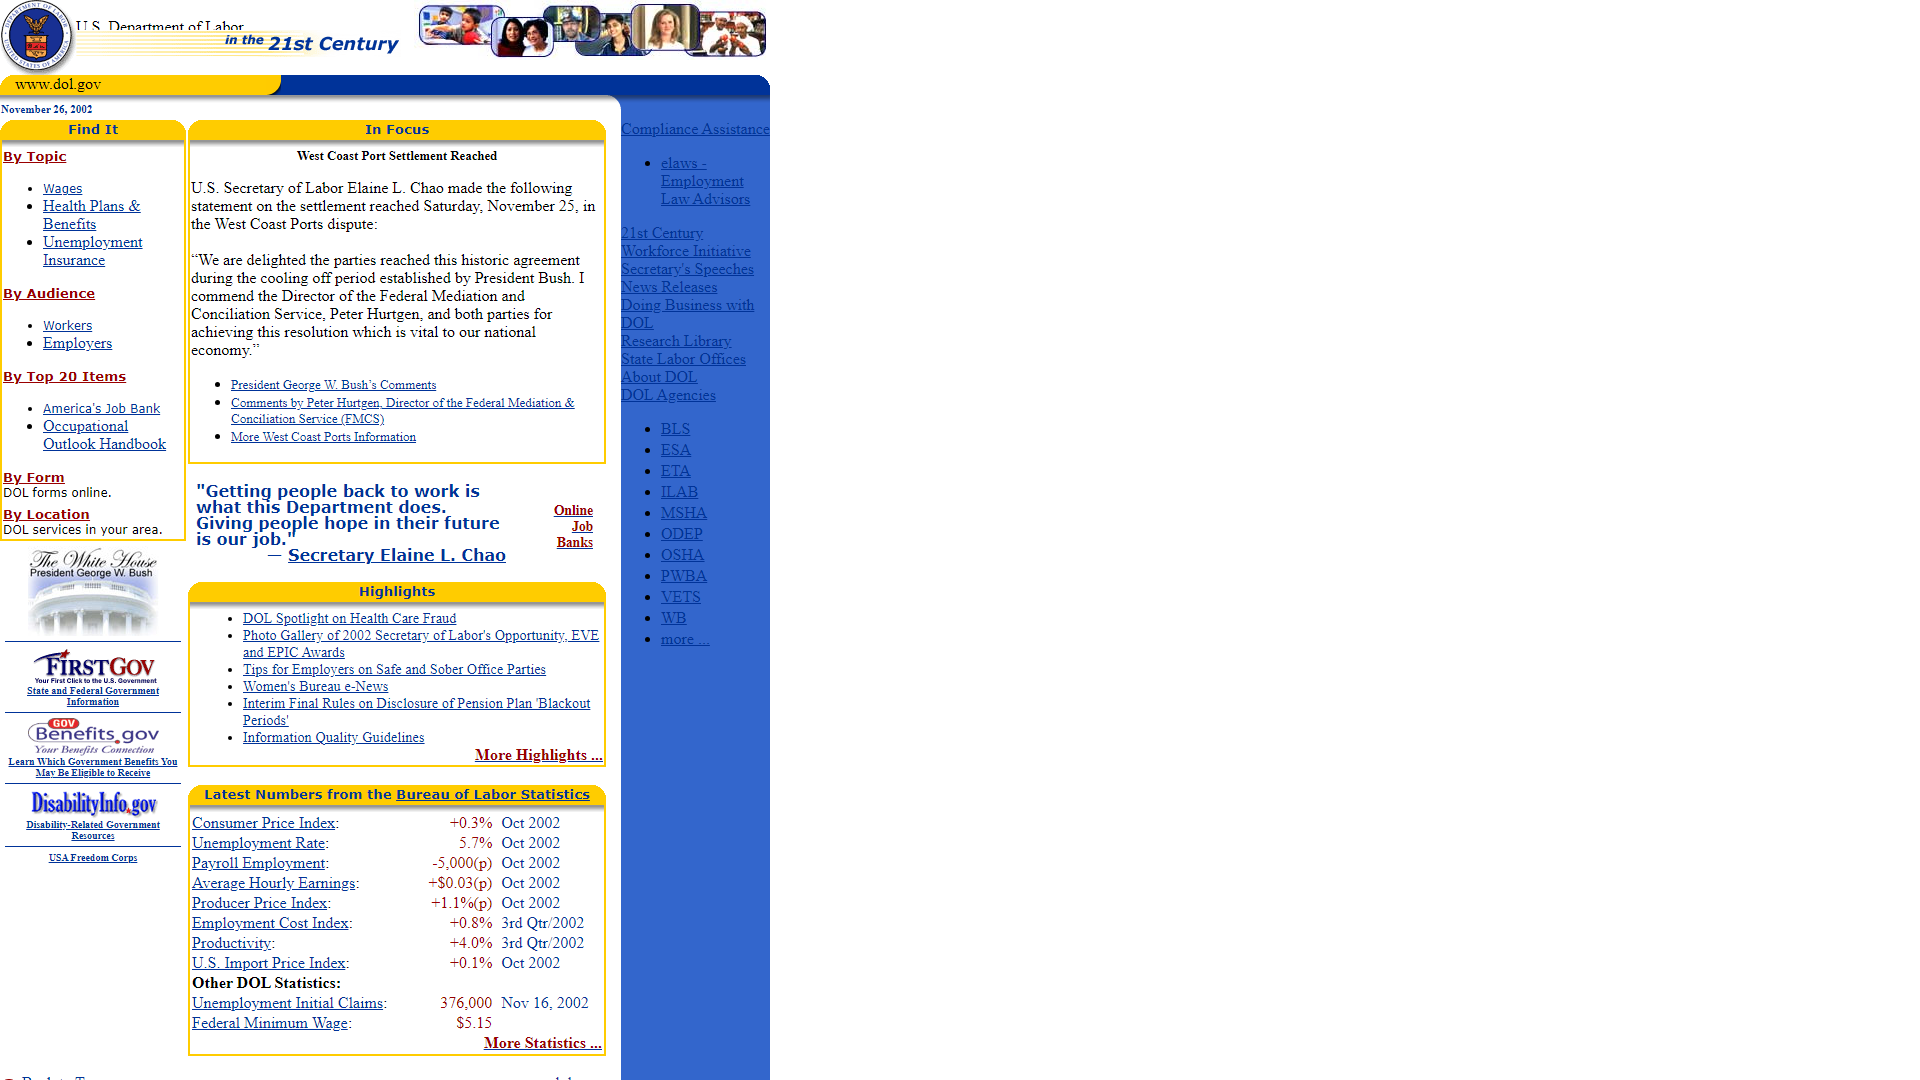 U.S. Department of Labor
in the 21st Century
www.dol.gov
November 26, 2002
Find It
By Topic
Wages
Health Plans &
Benefits
Unemployment
Insurance
By Audience
Workers
Employers
By Top 20 Items
America's Job Bank
Occupational
Outlook Handbook
By Form
DOL forms online.
By Location
DOL services in your area.
The White House
President George W. Bush
FIRSTGOV
Your First Click to the U.S. Government
State and Federal Government
Information
GOV
Benefits.gov
Your Benefits Connection
Learn Which Government Benefits You
May Be Eligible to Receive
DisabilityInfo.gov
Disability-Related Government
Resources
USA Freedom Corps
In Focus
West Coast Port Settlement Reached
U.S. Secretary of Labor Elaine L. Chao made the following
statement on the settlement reached Saturday, November 25, in
the West Coast Ports dispute:
“We are delighted the parties reached this historic agreement
during the cooling off period established by President Bush. I
commend the Director of the Federal Mediation and
Conciliation Service, Peter Hurtgen, and both parties for
achieving this resolution which is vital to our national
economy.”
President George W. Bush's Comments
Comments by Peter Hurtgen, Director of the Federal Mediation &
Conciliation Service (FMCS)
More West Coast Ports Information
"Getting people back to work is
what this Department does.
Giving people hope in their future
is our job."
— Secretary Elaine L. Chao
Online
Job
Banks
Highlights
DOL Spotlight on Health Care Fraud
Photo Gallery of 2002 Secretary of Labor's Opportunity, EVE
and EPIC Awards
Tips for Employers on Safe and Sober Office Parties
Women's Bureau e-News
Interim Final Rules on Disclosure of Pension Plan 'Blackout
Periods'
Information Quality Guidelines
More Highlights ...
Latest Numbers from the Bureau of Labor Statistics
Consumer Price Index: +0.3% Oct 2002
Unemployment Rate: 5.7% Oct 2002
Payroll Employment: -5,000(p) Oct 2002
Average Hourly Earnings: +$0.03(p) Oct 2002
Producer Price Index: +1.1%(p) Oct 2002
Employment Cost Index: +0.8% 3rd Qtr/2002
Productivity: +4.0% 3rd Qtr/2002
U.S. Import Price Index: +0.1% Oct 2002
Other DOL Statistics:
Unemployment Initial Claims: 376,000 Nov 16, 2002
Federal Minimum Wage: $5.15
More Statistics ...
Compliance Assistance
elaws -
Employment
Law Advisors
21st Century
Workforce Initiative
Secretary's Speeches
News Releases
Doing Business with
DOL
Research Library
State Labor Offices
About DOL
DOL Agencies
BLS
ESA
ETA
ILAB
MSHA
ODEP
OSHA
PWBA
VETS
WB
more ...